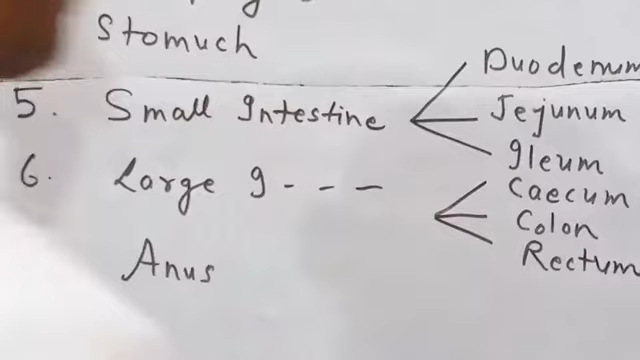 Stomuch
Duodenum
5. Small Intestine
Jejunum
Ileum
6. Large I - - -
Caecum
Colon
Rectum
Anus